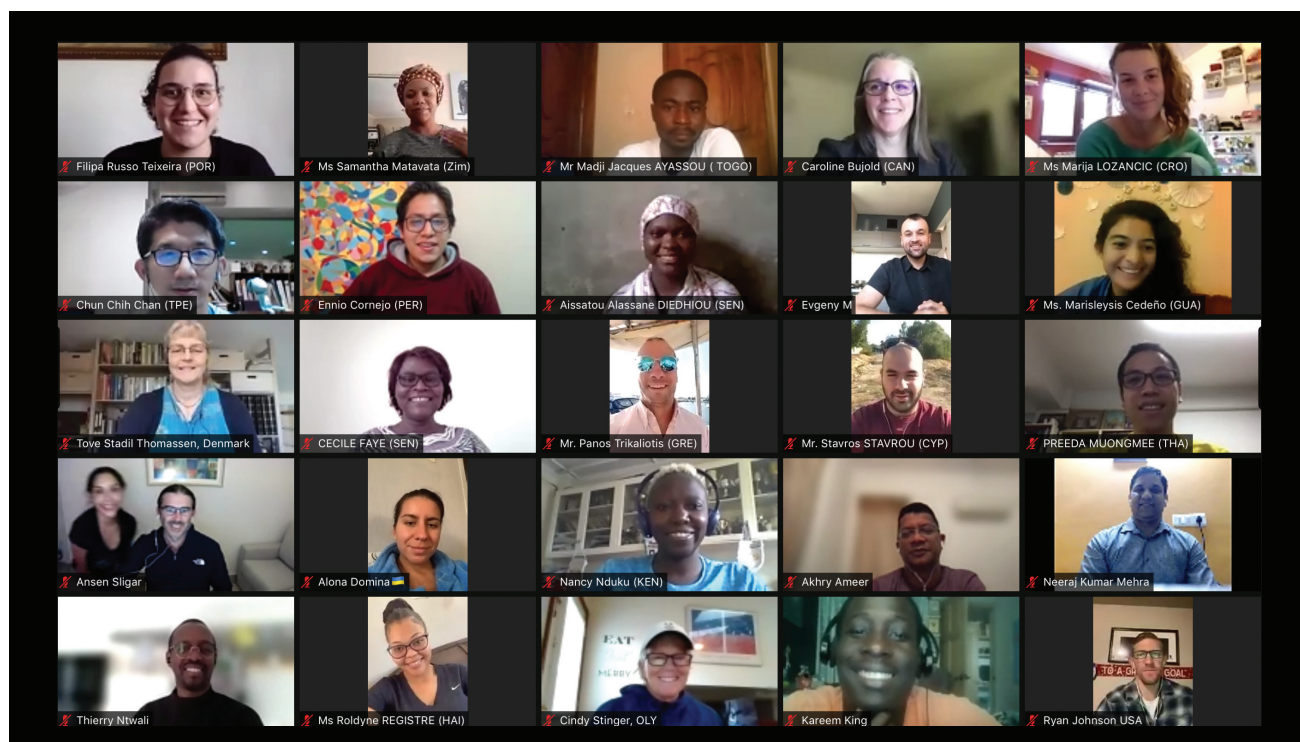 Filipa Russo Teixeira (POR)
Ms Samantha Matavata (Zim)
Mr Madji Jacques AYASSOU ( TOGO)
Caroline Bujold (CAN)
Ms Marija LOZANCIC (CRO)
Chun Chih Chan (TPE)
Ennio Cornejo (PER)
Aissatou Alassane DIEDHIOU (SEN)
Evgeny M
Ms. Marisleysis Cedeño (GUA)
Tove Stadil Thomassen, Denmark
CECILE FAYE (SEN)
Mr. Panos Trikaliotis (GRE)
Mr. Stavros STAVROU (CYP)
PREEDA MUONGMEE (THA)
Ansen Sligar
Alona Domina
Nancy Nduku (KEN)
Akhry Ameer
Neeraj Kumar Mehra
EAT
MERRY
TO A GOAL
Thierry Ntwali
Ms Roldyne REGISTRE (HAI)
Cindy Stinger, OLY
Kareem King
Ryan Johnson USA